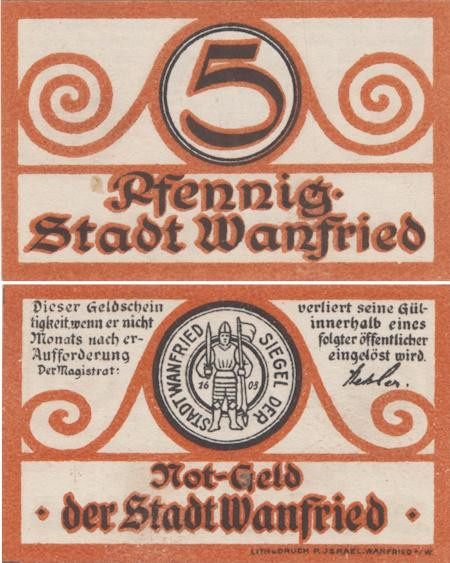 5
Pfennig.
Stadt Wanfried
Dieser Geldschein verliert seine Gül-
tigkeit, wenn er nicht innerhalb eines
Monats nach er- folgter öffentlicher
Aufforderung eingelöst wird.
Der Magistrat:
SIEGEL DER STADT WANFRIED
16 08
Not-Geld
der Stadt Wanfried
LITH. u. DRUCK P. ISRAEL, WANFRIED a/W.